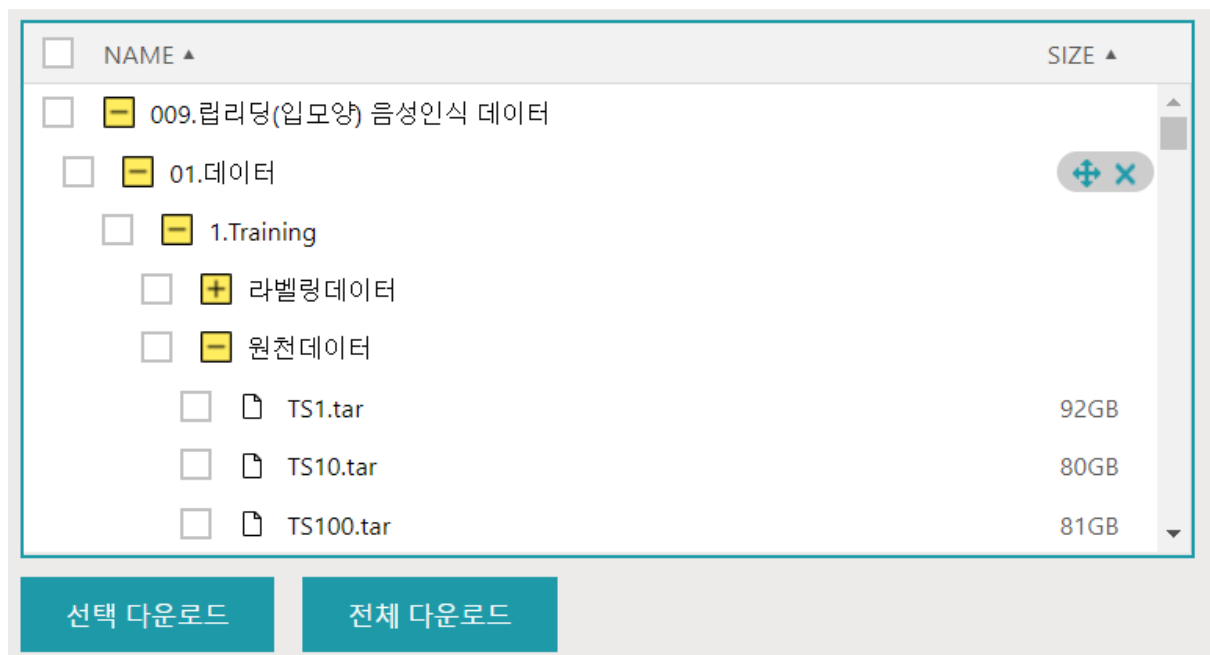 NAME ▲ SIZE ▲
009.립리딩(입모양) 음성인식 데이터
01.데이터
1.Training
라벨링데이터
원천데이터
TS1.tar 92GB
TS10.tar 80GB
TS100.tar 81GB
선택 다운로드 전체 다운로드